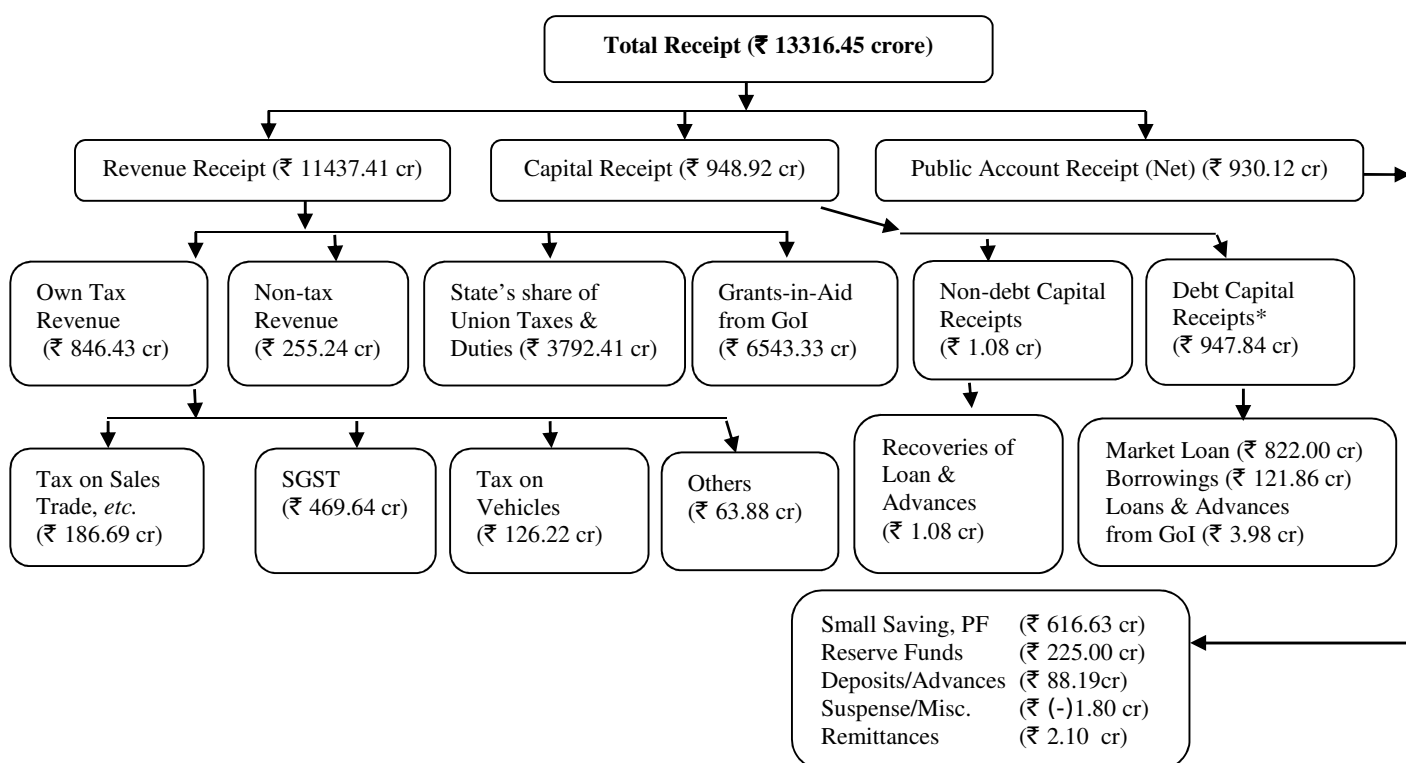 Total Receipt (₹ 13316.45 crore)
Revenue Receipt (₹ 11437.41 cr)
Capital Receipt (₹ 948.92 cr)
Public Account Receipt (Net) (₹ 930.12 cr)
Own Tax
Revenue
(₹ 846.43 cr)
Non-tax
Revenue
(₹ 255.24 cr)
State’s share of
Union Taxes &
Duties (₹ 3792.41 cr)
Grants-in-Aid
from GoI
(₹ 6543.33 cr)
Non-debt Capital
Receipts
(₹ 1.08 cr)
Debt Capital
Receipts*
(₹ 947.84 cr)
Tax on Sales
Trade, etc.
(₹ 186.69 cr)
SGST
(₹ 469.64 cr)
Tax on
Vehicles
(₹ 126.22 cr)
Others
(₹ 63.88 cr)
Recoveries of
Loan &
Advances
(₹ 1.08 cr)
Market Loan (₹ 822.00 cr)
Borrowings (₹ 121.86 cr)
Loans & Advances
from GoI (₹ 3.98 cr)
Small Saving, PF (₹ 616.63 cr)
Reserve Funds (₹ 225.00 cr)
Deposits/Advances (₹ 88.19cr)
Suspense/Misc. (₹ (-)1.80 cr)
Remittances (₹ 2.10 cr)